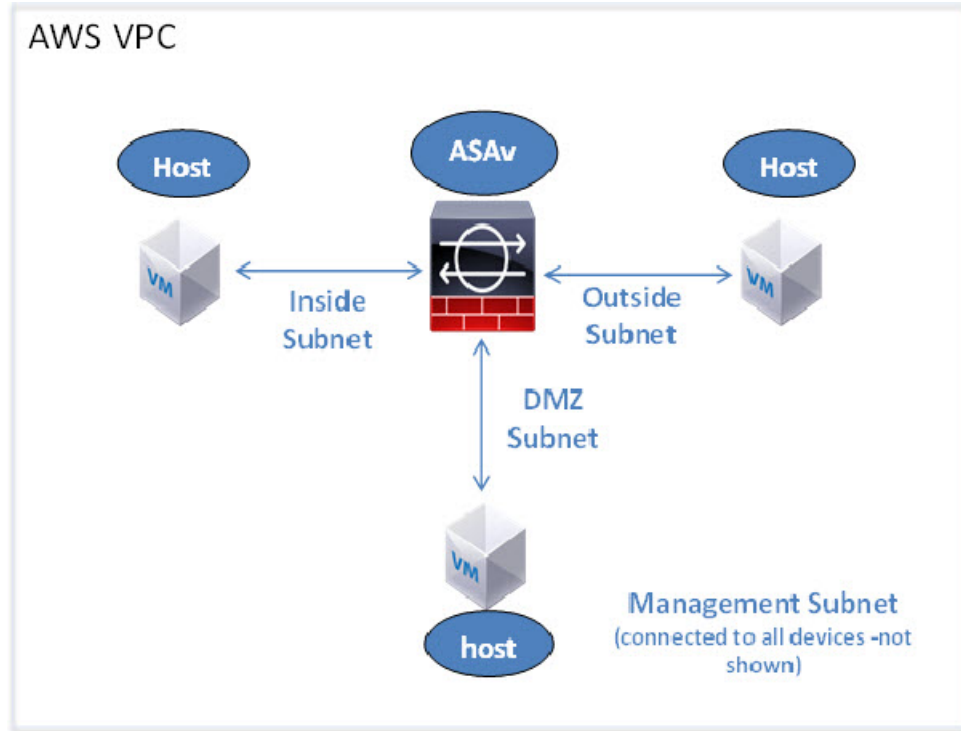 AWS VPC
Host
ASAv
Host
VM
VM
Inside
Subnet
Outside
Subnet
DMZ
Subnet
VM
host
Management Subnet
(connected to all devices -not
shown)